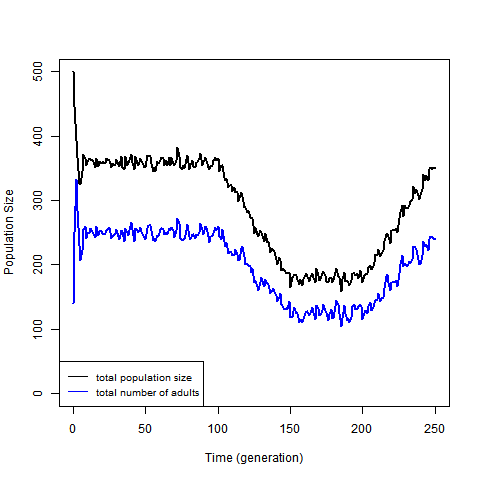 500
400
300
200
100
0
Population Size
total population size
total number of adults
0 50 100 150 200 250
Time (generation)